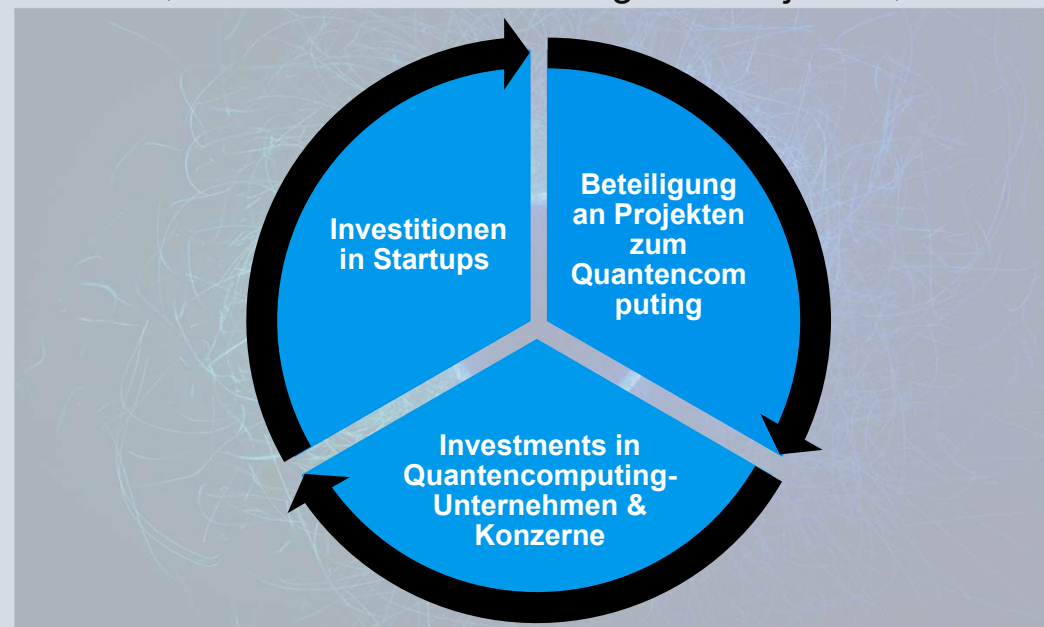 Investitionen
in Startups
Beteiligung
an Projekten
zum
Quantencom
puting
Investments in
Quantencomputing-
Unternehmen &
Konzerne